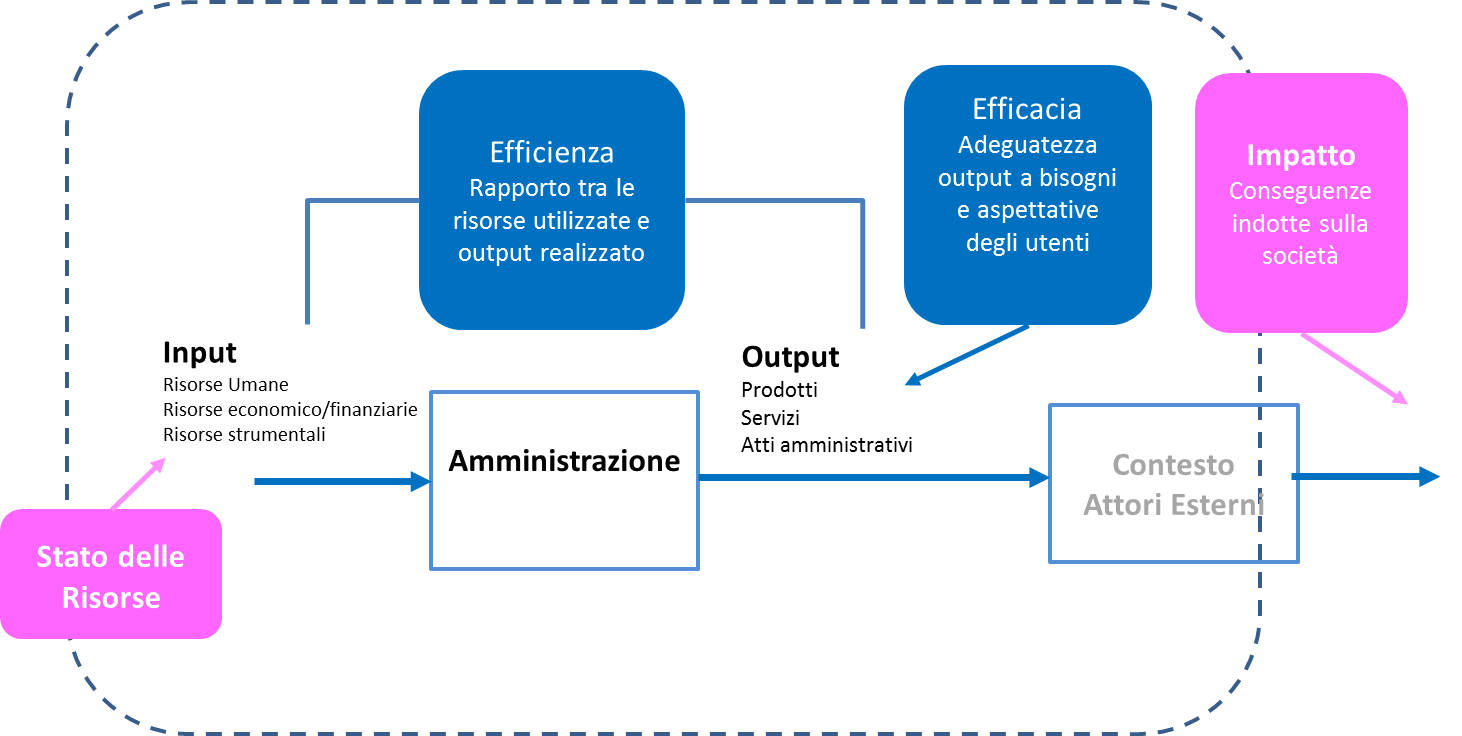 Efficienza
Rapporto tra le
risorse utilizzate e
output realizzato
Efficacia
Adeguatezza
output a bisogni
e aspettative
degli utenti
Impatto
Conseguenze
indotte sulla
società
Input
Risorse Umane
Risorse economico/finanziarie
Risorse strumentali
Output
Prodotti
Servizi
Atti amministrativi
Amministrazione
Contesto
Attori Esterni
Stato delle
Risorse